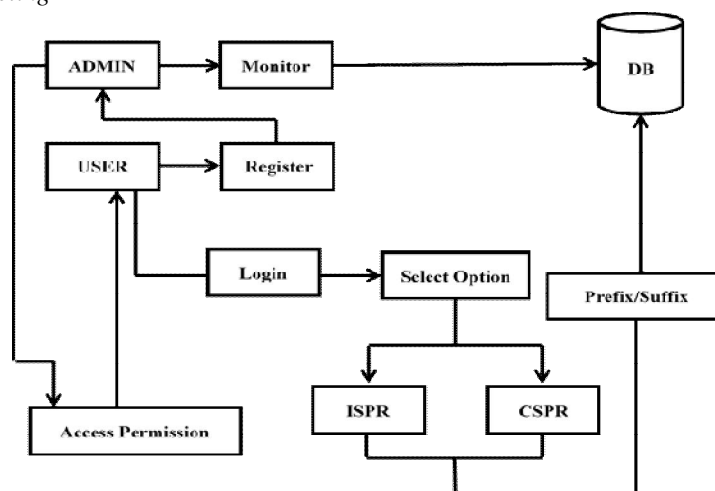 ADMIN
Monitor
DB
USER
Register
Login
Select Option
Prefix/Suffix
ISPR
CSPR
Access Permission